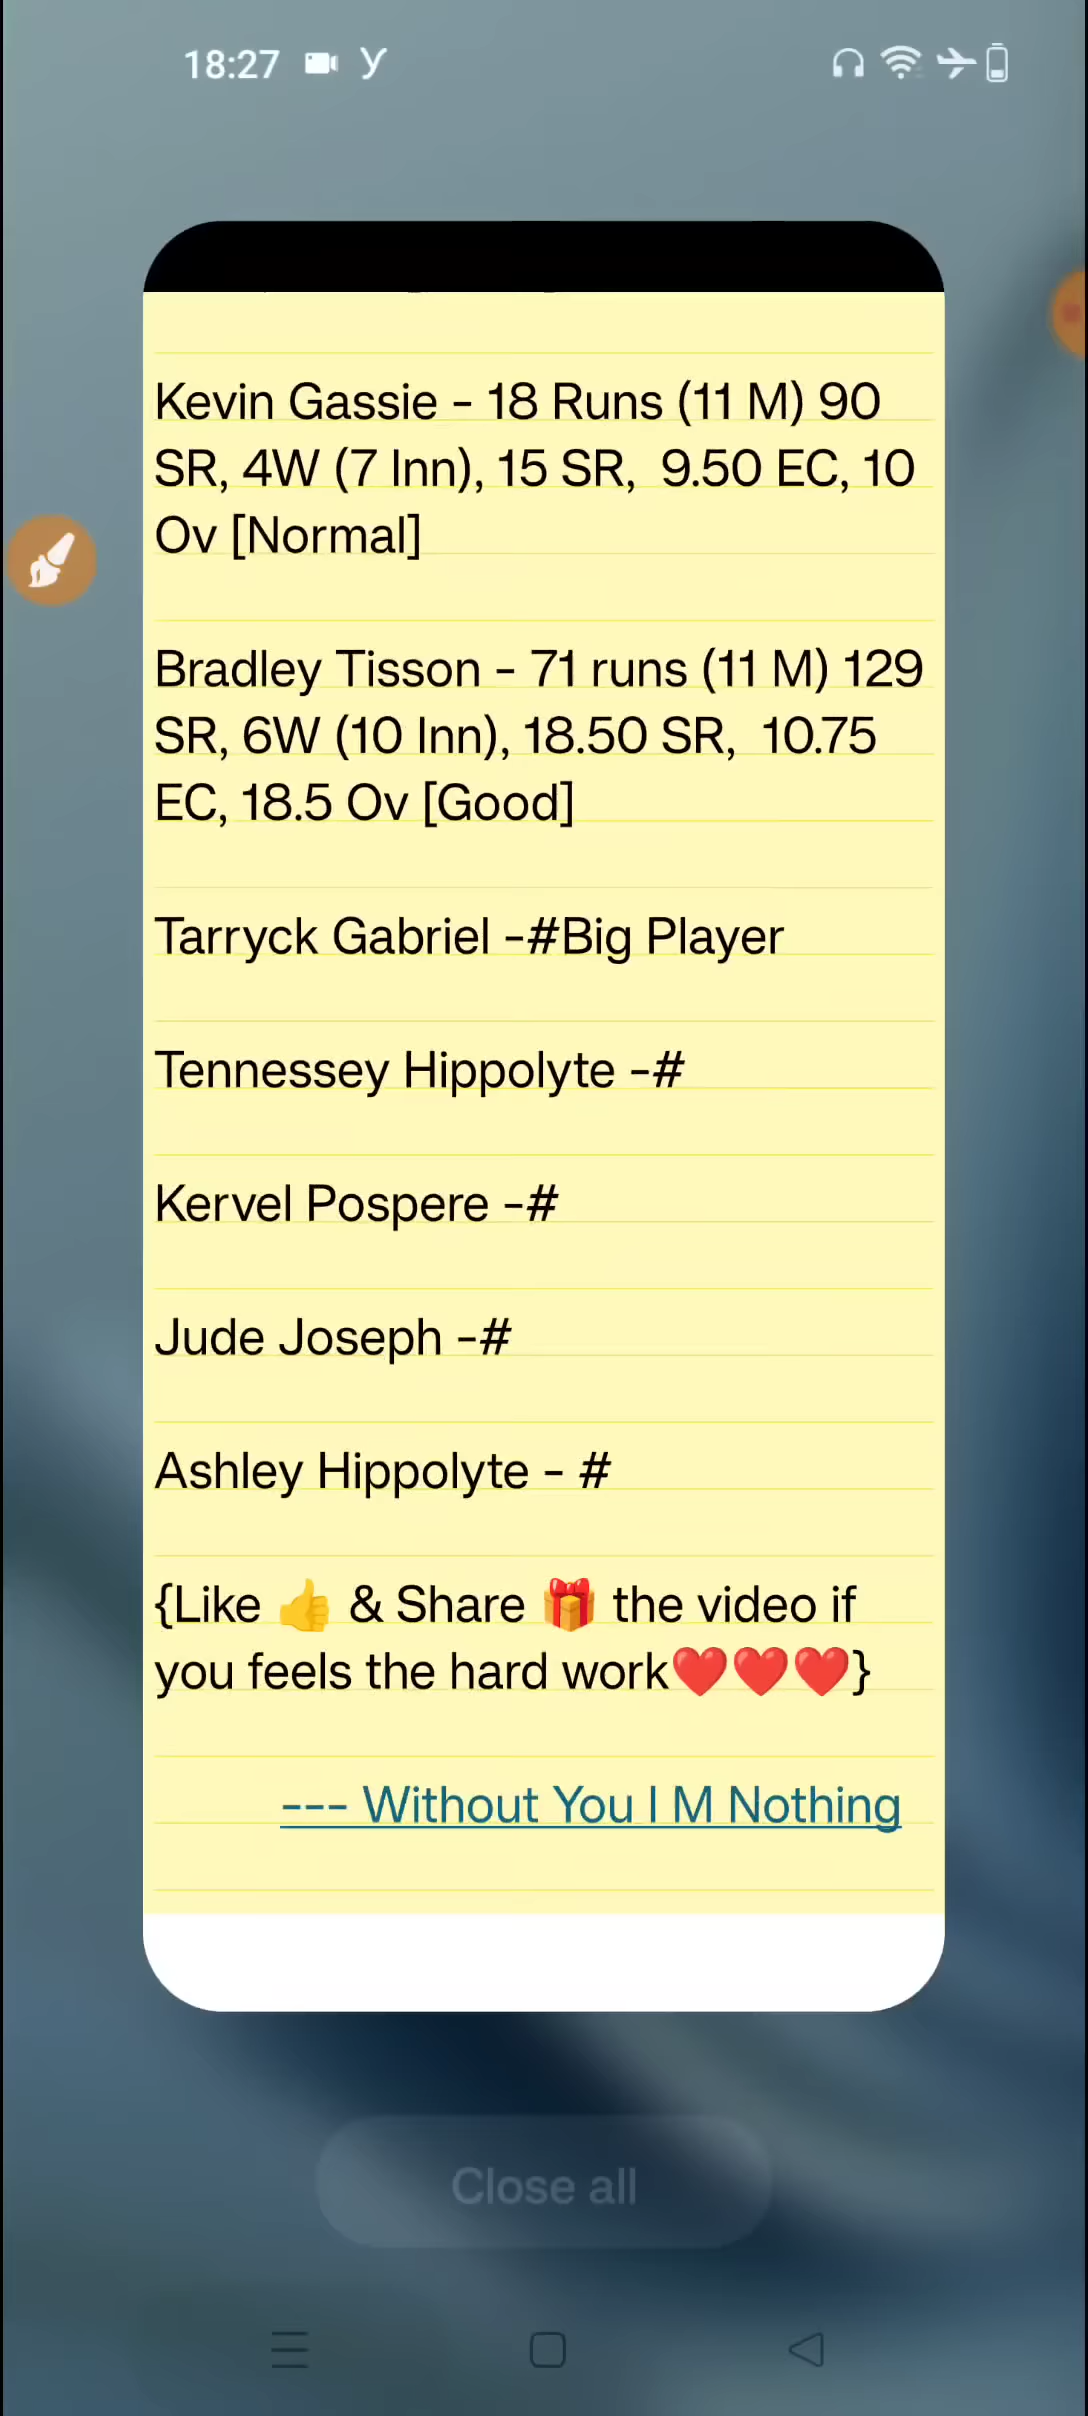 18:27 У
Kevin Gassie - 18 Runs (11 M) 90
SR, 4W (7 Inn), 15 SR,  9.50 EC, 10
Ov [Normal]
Bradley Tisson - 71 runs (11 M) 129
SR, 6W (10 Inn), 18.50 SR,  10.75
EC, 18.5 Ov [Good]
Tarryck Gabriel -#Big Player
Tennessey Hippolyte -#
Kervel Pospere -#
Jude Joseph -#
Ashley Hippolyte - #
{Like 👍 & Share 🎁 the video if
you feels the hard work❤️❤️❤️}
--- Without You I M Nothing
Close all